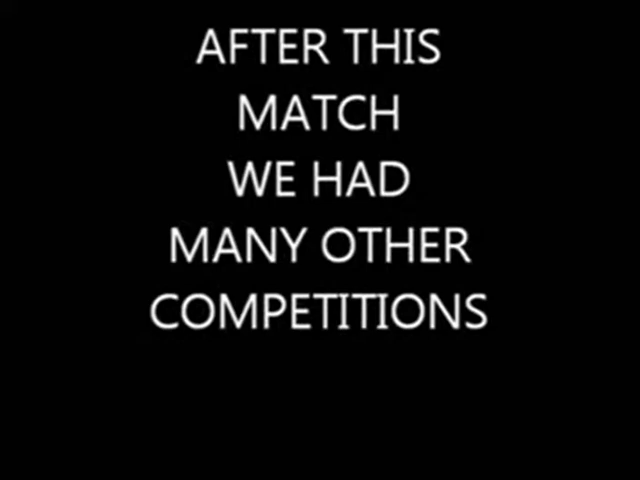 AFTER THIS
MATCH
WE HAD
MANY OTHER
COMPETITIONS